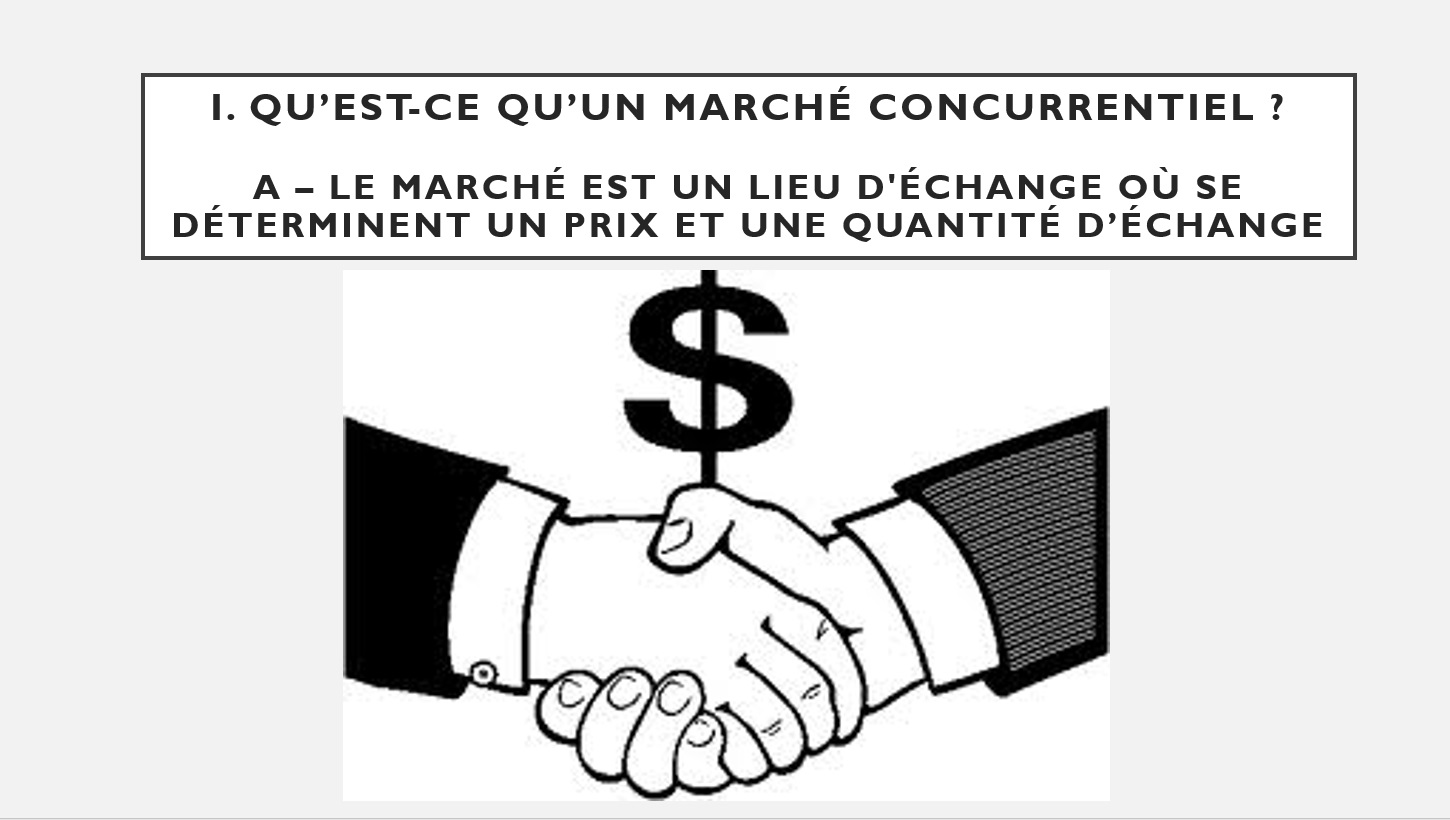 I. QU’EST-CE QU’UN MARCHÉ CONCURRENTIEL ?
A – LE MARCHÉ EST UN LIEU D'ÉCHANGE OÙ SE
DÉTERMINENT UN PRIX ET UNE QUANTITÉ D’ÉCHANGE
$